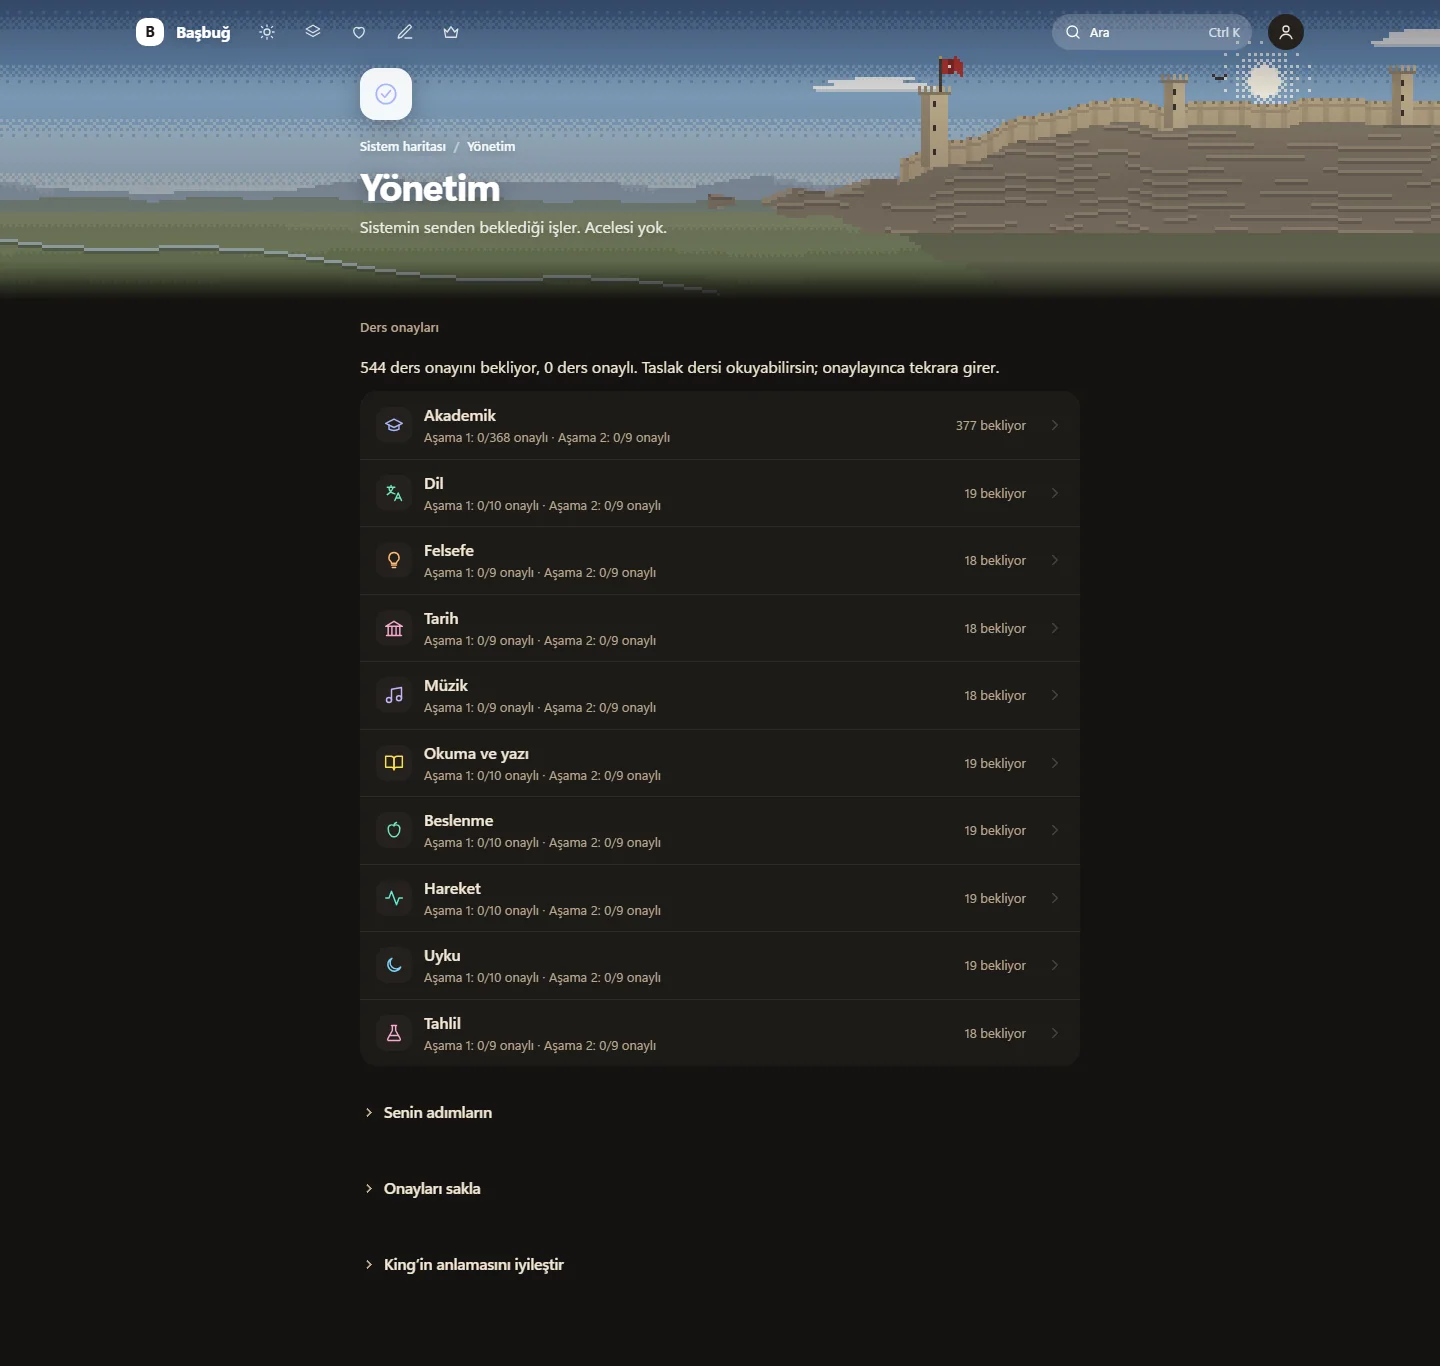 B Başbuğ
Ara Ctrl K
Sistem haritası / Yönetim
Yönetim
Sistemin senden beklediği işler. Acelesi yok.
Ders onayları
544 ders onayını bekliyor, 0 ders onaylı. Taslak dersi okuyabilirsin; onaylayınca tekrara girer.
Akademik
Aşama 1: 0/368 onaylı · Aşama 2: 0/9 onaylı
377 bekliyor
Dil
Aşama 1: 0/10 onaylı · Aşama 2: 0/9 onaylı
19 bekliyor
Felsefe
Aşama 1: 0/9 onaylı · Aşama 2: 0/9 onaylı
18 bekliyor
Tarih
Aşama 1: 0/9 onaylı · Aşama 2: 0/9 onaylı
18 bekliyor
Müzik
Aşama 1: 0/9 onaylı · Aşama 2: 0/9 onaylı
18 bekliyor
Okuma ve yazı
Aşama 1: 0/10 onaylı · Aşama 2: 0/9 onaylı
19 bekliyor
Beslenme
Aşama 1: 0/10 onaylı · Aşama 2: 0/9 onaylı
19 bekliyor
Hareket
Aşama 1: 0/10 onaylı · Aşama 2: 0/9 onaylı
19 bekliyor
Uyku
Aşama 1: 0/10 onaylı · Aşama 2: 0/9 onaylı
19 bekliyor
Tahlil
Aşama 1: 0/9 onaylı · Aşama 2: 0/9 onaylı
18 bekliyor
Senin adımların
Onayları sakla
King’in anlamasını iyileştir